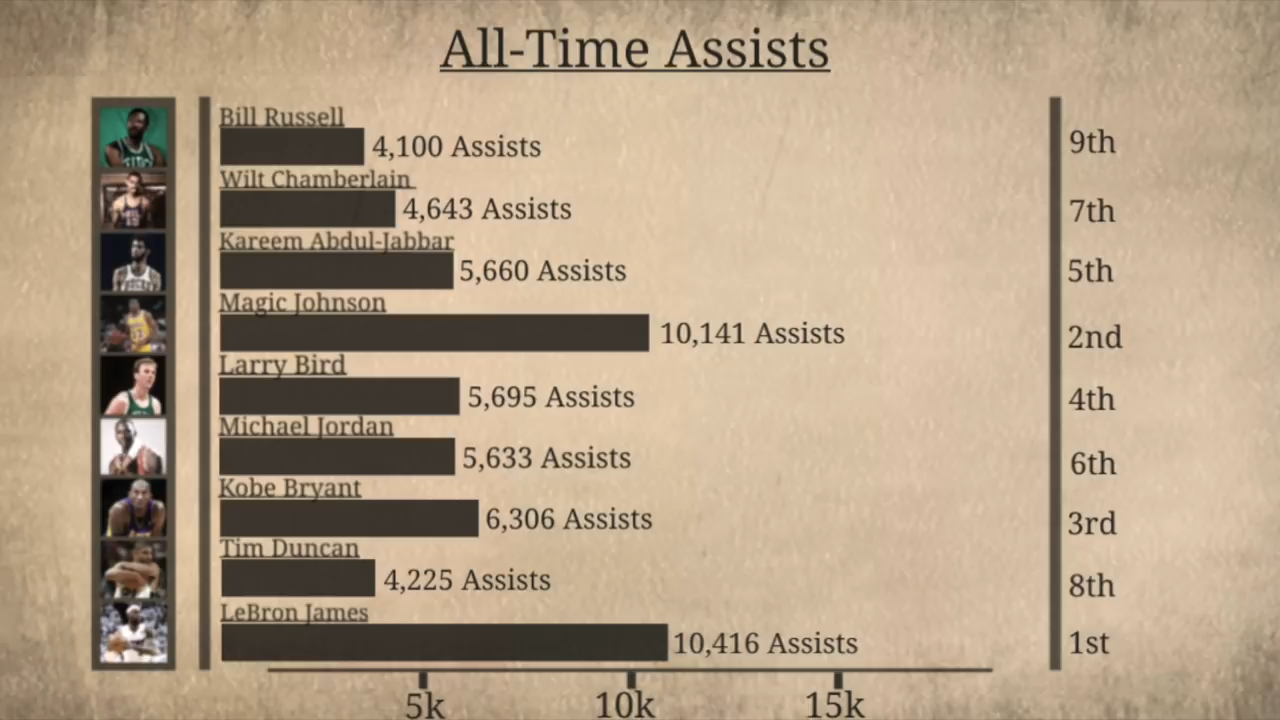 All-Time Assists
Bill Russell
4,100 Assists
9th
Wilt Chamberlain
4,643 Assists
7th
Kareem Abdul-Jabbar
5,660 Assists
5th
Magic Johnson
10,141 Assists
2nd
Larry Bird
5,695 Assists
4th
Michael Jordan
5,633 Assists
6th
Kobe Bryant
6,306 Assists
3rd
Tim Duncan
4,225 Assists
8th
LeBron James
10,416 Assists
1st
5k 10k 15k